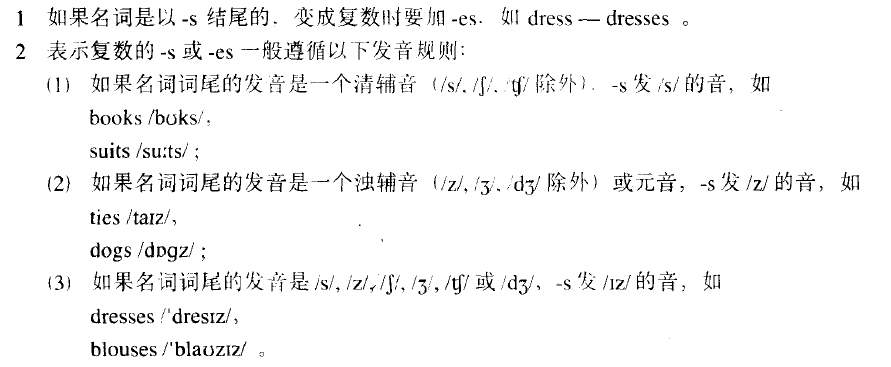 1 如果名词是以 -s 结尾的，变成复数时要加 -es，如 dress — dresses 。
2 表示复数的 -s 或 -es 一般遵循以下发音规则：
(1) 如果名词词尾的发音是一个清辅音（/s/, /ʃ/, /tʃ/ 除外），-s 发 /s/ 的音，如
books /bʊks/,
suits /suːts/ ;
(2) 如果名词词尾的发音是一个浊辅音（/z/, /ʒ/, /dʒ/ 除外）或元音，-s 发 /z/ 的音，如
ties /taɪz/,
dogs /dɒgz/ ;
(3) 如果名词词尾的发音是 /s/, /z/, /ʃ/, /ʒ/, /tʃ/ 或 /dʒ/，-s 发 /ɪz/ 的音，如
dresses /ˈdresɪz/,
blouses /ˈblaʊzɪz/ 。